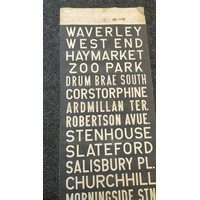 WAVERLEY
WEST END
HAYMARKET
ZOO PARK
DRUM BRAE SOUTH
CORSTORPHINE
ARDMILLAN TER.
ROBERTSON AVUE.
STENHOUSE
SLATEFORD
SALISBURY PL.
CHURCHHILL
MORNINGSIDE STN